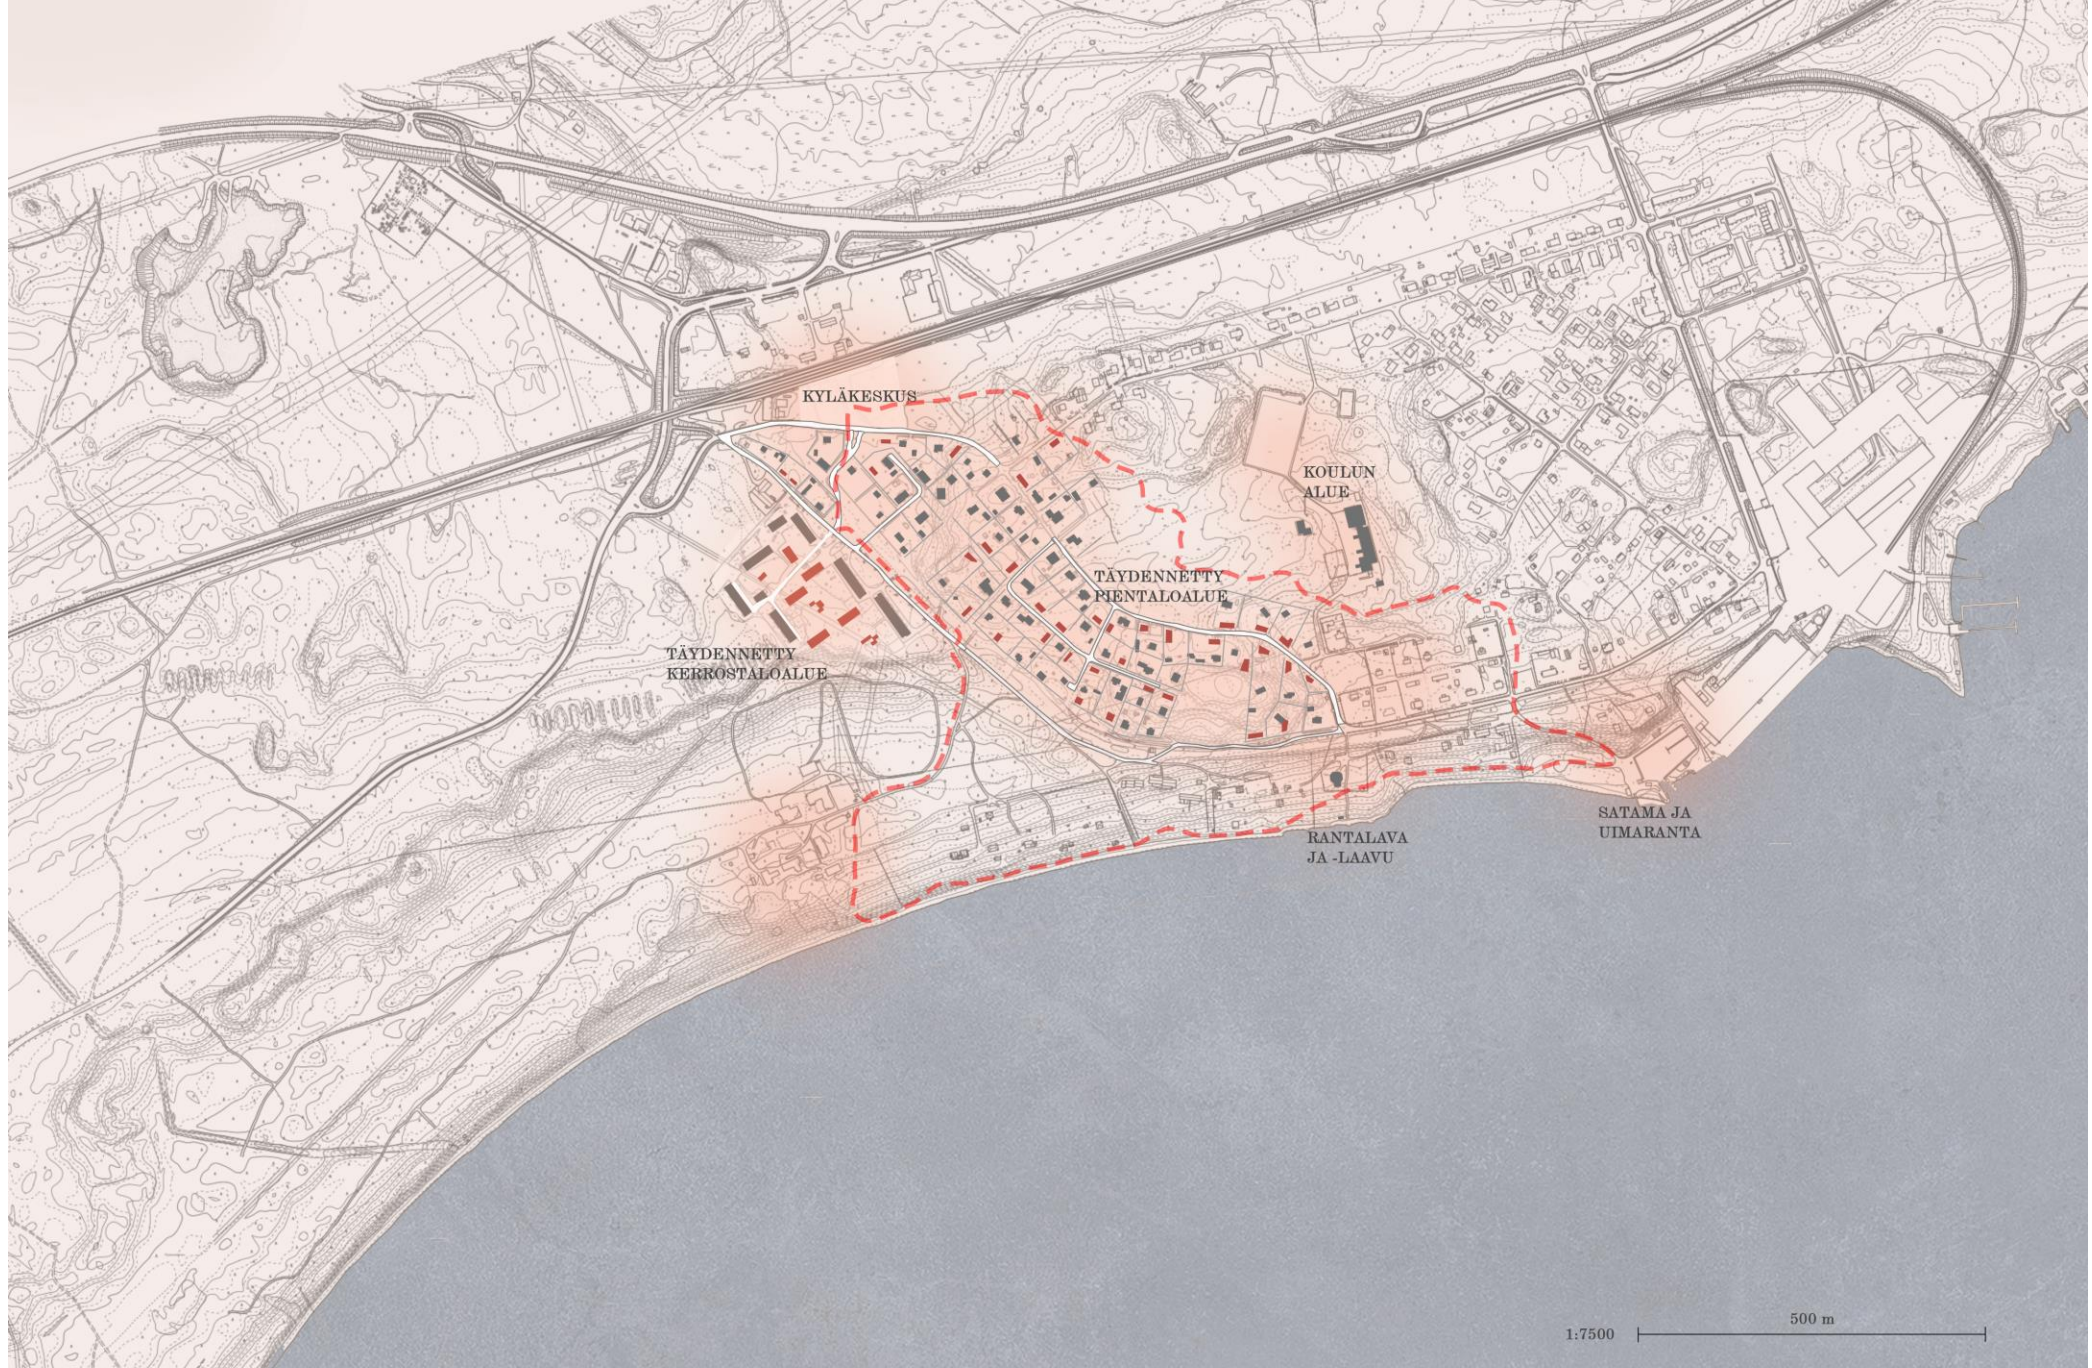 KYLÄKESKUS
KOULUN
ALUE
TÄYDENNETTY
PIENTALOALUE
TÄYDENNETTY
KERROSTALOALUE
SATAMA JA
UIMARANTA
RANTALAVA
JA -LAAVU
500 m
1:7500